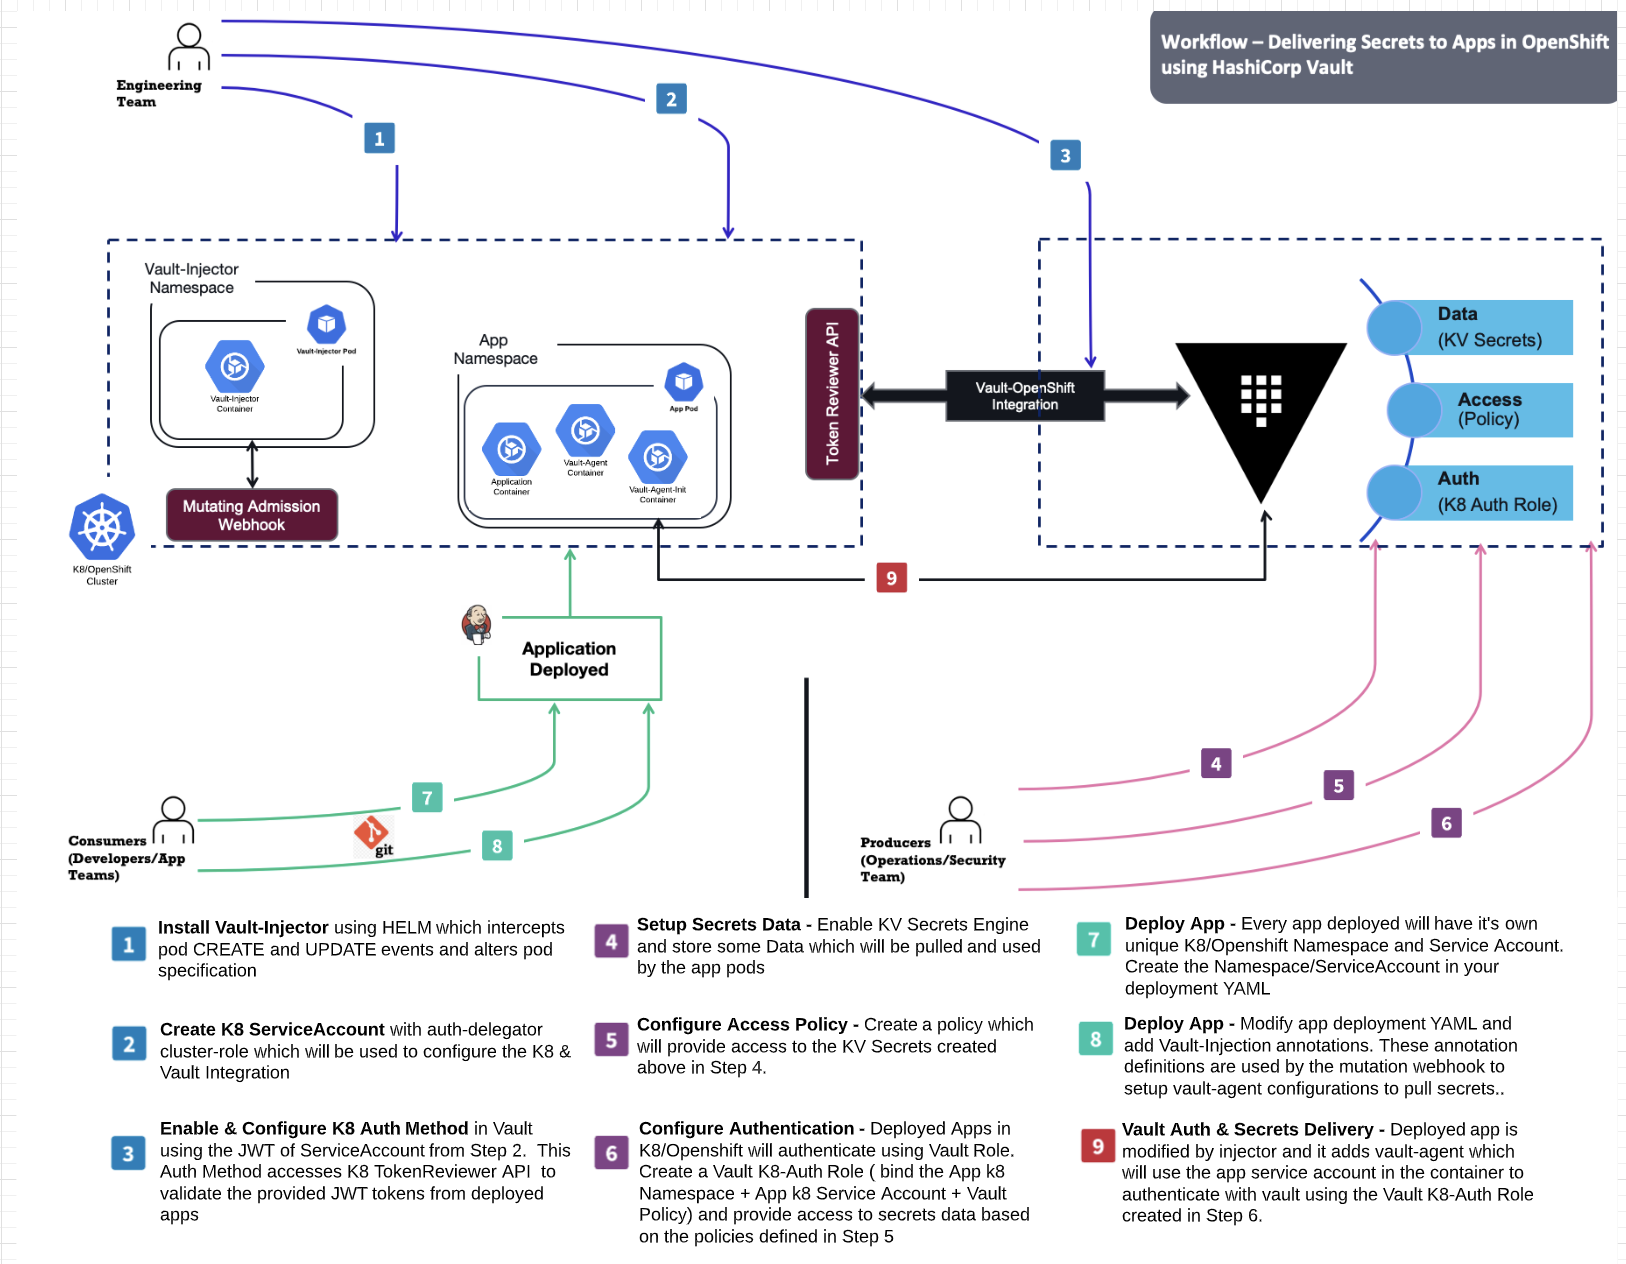 Workflow – Delivering Secrets to Apps in OpenShift
using HashiCorp Vault
Engineering
Team
1
2
3
Vault-Injector
Namespace
Vault-Injector Pod
Vault-Injector
Container
Mutating Admission
Webhook
K8/OpenShift
Cluster
App
Namespace
App Pod
Application
Container
Vault-Agent
Container
Vault-Agent-Init
Container
Token Reviewer API
Vault-OpenShift
Integration
Data
(KV Secrets)
Access
(Policy)
Auth
(K8 Auth Role)
9
Application
Deployed
7
git
8
Consumers
(Developers/App
Teams)
4
5
6
Producers
(Operations/Security
Team)
1
Install Vault-Injector using HELM which intercepts
pod CREATE and UPDATE events and alters pod
specification
2
Create K8 ServiceAccount with auth-delegator
cluster-role which will be used to configure the K8 &
Vault Integration
3
Enable & Configure K8 Auth Method in Vault
using the JWT of ServiceAccount from Step 2. This
Auth Method accesses K8 TokenReviewer API to
validate the provided JWT tokens from deployed
apps
4
Setup Secrets Data - Enable KV Secrets Engine
and store some Data which will be pulled and used
by the app pods
5
Configure Access Policy - Create a policy which
will provide access to the KV Secrets created
above in Step 4.
6
Configure Authentication - Deployed Apps in
K8/Openshift will authenticate using Vault Role.
Create a Vault K8-Auth Role ( bind the App k8
Namespace + App k8 Service Account + Vault
Policy) and provide access to secrets data based
on the policies defined in Step 5
7
Deploy App - Every app deployed will have it's own
unique K8/Openshift Namespace and Service Account.
Create the Namespace/ServiceAccount in your
deployment YAML
8
Deploy App - Modify app deployment YAML and
add Vault-Injection annotations. These annotation
definitions are used by the mutation webhook to
setup vault-agent configurations to pull secrets..
9
Vault Auth & Secrets Delivery - Deployed app is
modified by injector and it adds vault-agent which
will use the app service account in the container to
authenticate with vault using the Vault K8-Auth Role
created in Step 6.